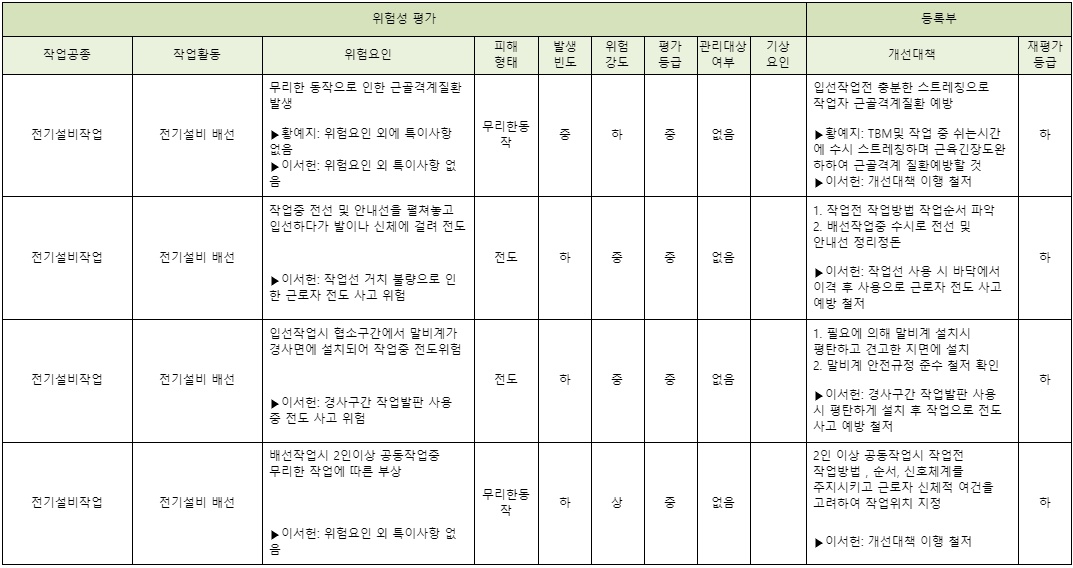 위험성 평가
등록부
작업공종
작업활동
위험요인
피해
형태
발생
빈도
위험
강도
평가
등급
관리대상
여부
기상
요인
개선대책
재평가
등급
전기설비작업
전기설비 배선
무리한 동작으로 인한 근골격계질환
발생
▶황예지: 위험요인 외에 특이사항
없음
▶이서헌: 위험요인 외 특이사항 없
음
무리한동
작
중
하
중
없음
입선작업전 충분한 스트레칭으로
작업자 근골격계질환 예방
▶황예지: TBM및 작업 중 쉬는시간
에 수시 스트레칭하며 근육긴장도완
하하여 근골격계 질환예방할 것
▶이서헌: 개선대책 이행 철저
하
전기설비작업
전기설비 배선
작업중 전선 및 안내선을 펼쳐놓고
입선하다가 발이나 신체에 걸려 전도
▶이서헌: 작업선 거치 불량으로 인
한 근로자 전도 사고 위험
전도
하
중
중
없음
1. 작업전 작업방법 작업순서 파악
2. 배선작업중 수시로 전선 및
안내선 정리정돈
▶이서헌: 작업선 사용 시 바닥에서
이격 후 사용으로 근로자 전도 사고
예방 철저
하
전기설비작업
전기설비 배선
입선작업시 협소구간에서 말비계가
경사면에 설치되어 작업중 전도위험
▶이서헌: 경사구간 작업발판 사용
중 전도 사고 위험
전도
하
중
중
없음
1. 필요에 의해 말비계 설치시
평탄하고 견고한 지면에 설치
2. 말비계 안전규정 준수 철저 확인
▶이서헌: 경사구간 작업발판 사용
시 평탄하게 설치 후 작업으로 전도
사고 예방 철저
하
전기설비작업
전기설비 배선
배선작업시 2인이상 공동작업중
무리한 작업에 따른 부상
▶이서헌: 위험요인 외 특이사항 없
음
무리한동
작
하
상
중
없음
2인 이상 공동작업시 작업전
작업방법 , 순서, 신호체계를
주지시키고 근로자 신체적 여건을
고려하여 작업위치 지정
▶이서헌: 개선대책 이행 철저
하